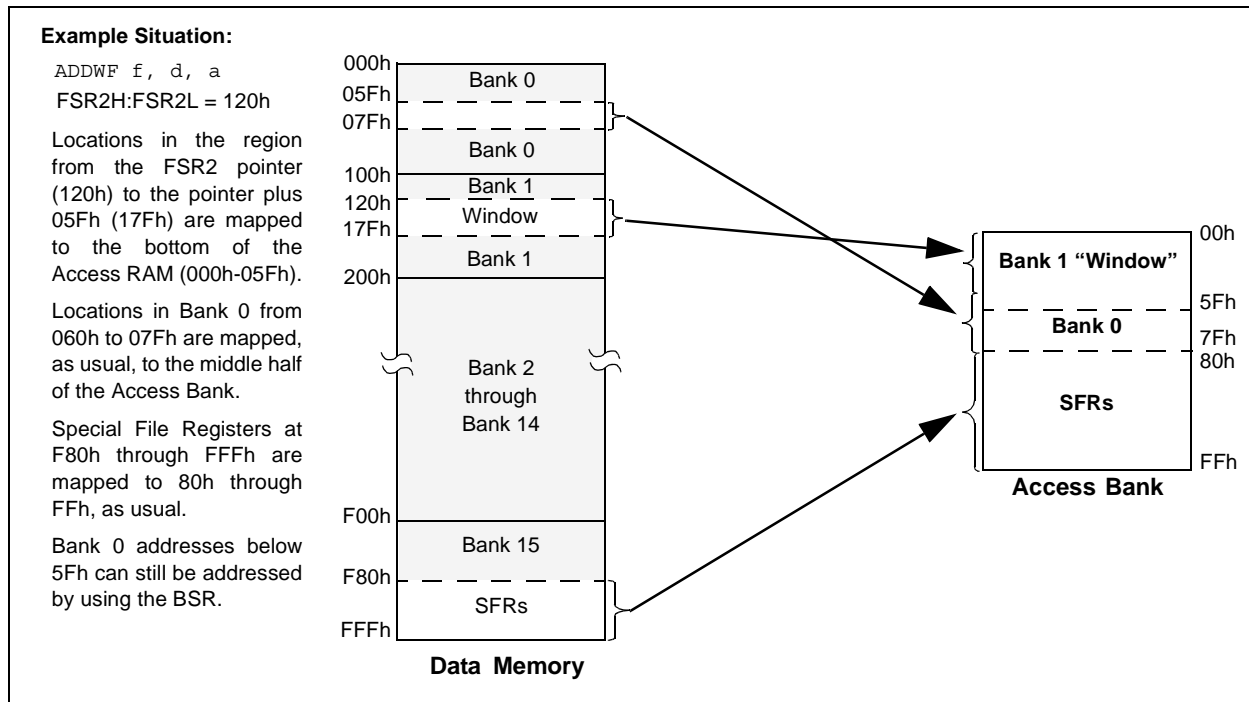 Example Situation:
ADDWF f, d, a
FSR2H:FSR2L = 120h
Locations in the region
from the FSR2 pointer
(120h) to the pointer plus
05Fh (17Fh) are mapped
to the bottom of the
Access RAM (000h-05Fh).
Locations in Bank 0 from
060h to 07Fh are mapped,
as usual, to the middle half
of the Access Bank.
Special File Registers at
F80h through FFFh are
mapped to 80h through
FFh, as usual.
Bank 0 addresses below
5Fh can still be addressed
by using the BSR.
000h
Bank 0
05Fh
07Fh
Bank 0
100h
Bank 1
120h
Window
17Fh
Bank 1
200h
Bank 2
through
Bank 14
F00h
Bank 15
F80h
SFRs
FFFh
Data Memory
00h
Bank 1 “Window”
5Fh
Bank 0
7Fh
80h
SFRs
FFh
Access Bank